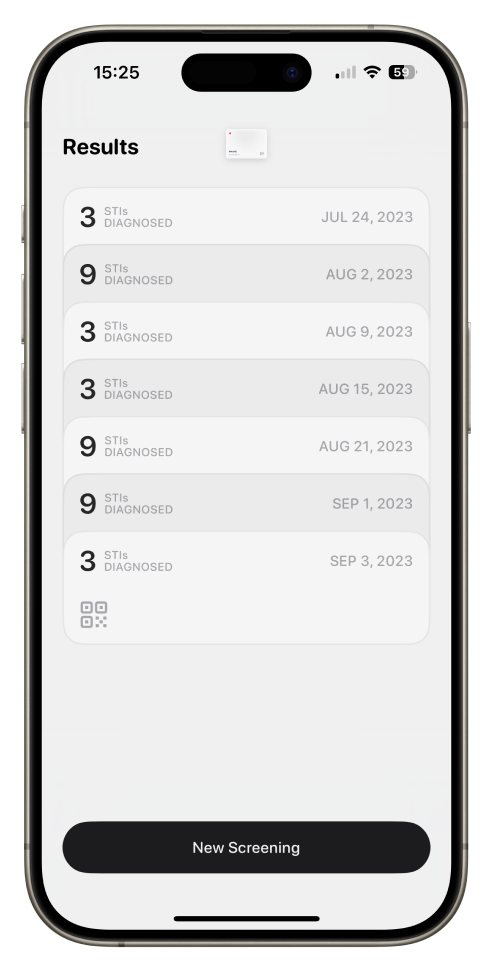 15:25
59
Results
3 STIs DIAGNOSED JUL 24, 2023
9 STIs DIAGNOSED AUG 2, 2023
3 STIs DIAGNOSED AUG 9, 2023
3 STIs DIAGNOSED AUG 15, 2023
9 STIs DIAGNOSED AUG 21, 2023
9 STIs DIAGNOSED SEP 1, 2023
3 STIs DIAGNOSED SEP 3, 2023
New Screening